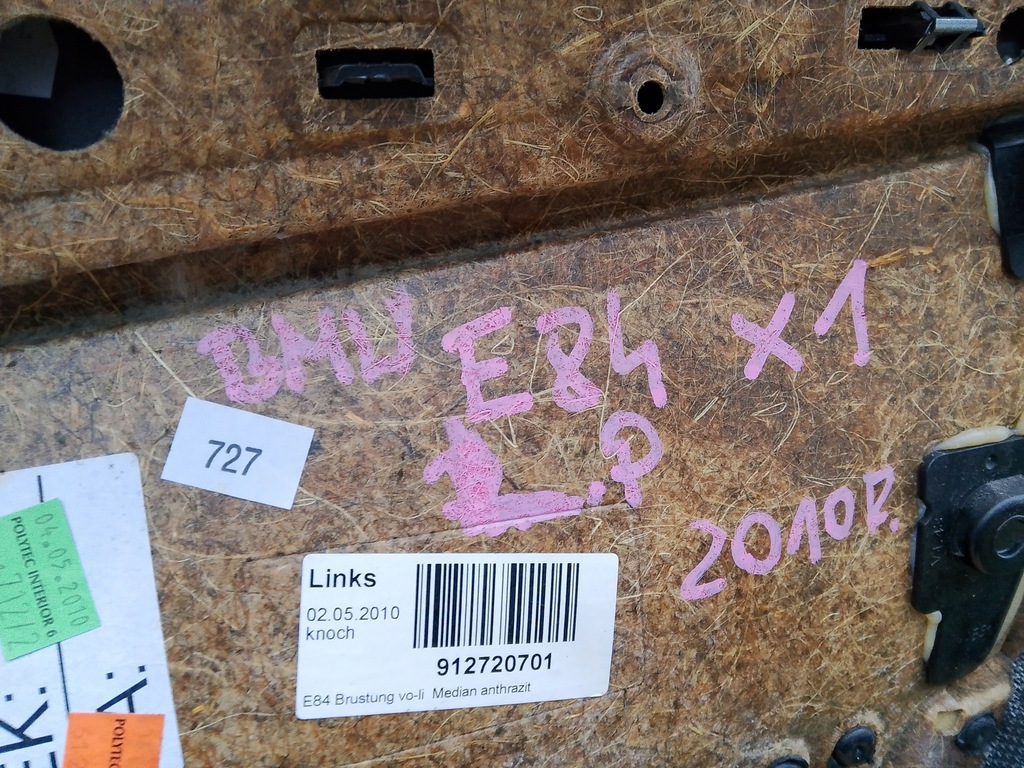 BMW E84 X1
L.P
2010R.
727
04.05.2010
POLYTEC INTERIOR 6
Links
02.05.2010
knoch
912720701
E84 Brustung vo-li Median anthrazit